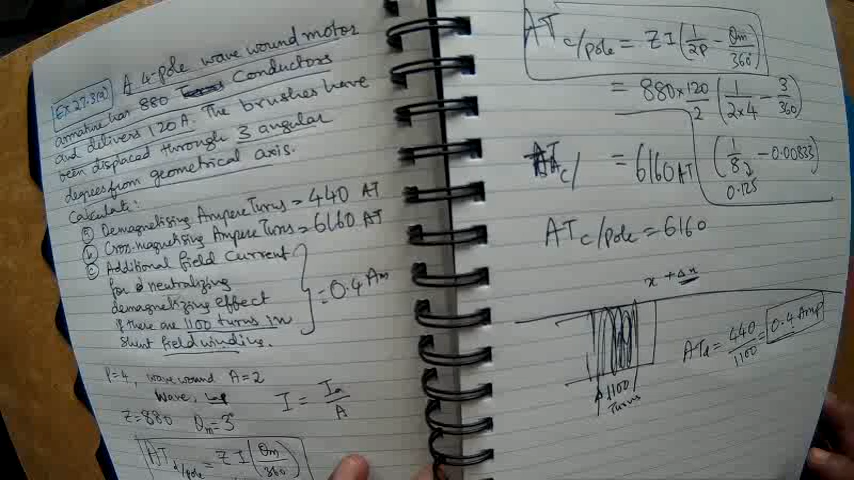 Ex 27.3(a) A 4-pole wave wound motor
armature has 880 Conductors
and delivers 120 A. The brushes have
been displaced through 3 angular
degrees from geometrical axis.
Calculate:
ⓐ Demagnetising Ampere Turns = 440 AT
ⓑ Cross-magnetising Ampere Turns = 6160 AT
ⓒ Additional field Current
for neutralizing
demagnetizing effect
if there are 1100 turns in
shunt field winding.
= 0.4 Am
P=4, wave wound A=2
Wave, Lap
Z=880 θm=3°
I = Ia/A
ATd/pole = Z I (θm/360)
ATc/pole = Z I (1/2P - θm/360)
= 880 × 120/2 (1/2×4 - 3/360)
ATc/ = 6160 AT
(1/8 - 0.00833)
0.125
ATc/pole = 6160
x + Δx
1100
Turns
ATd = 440/1100 = 0.4 Amp